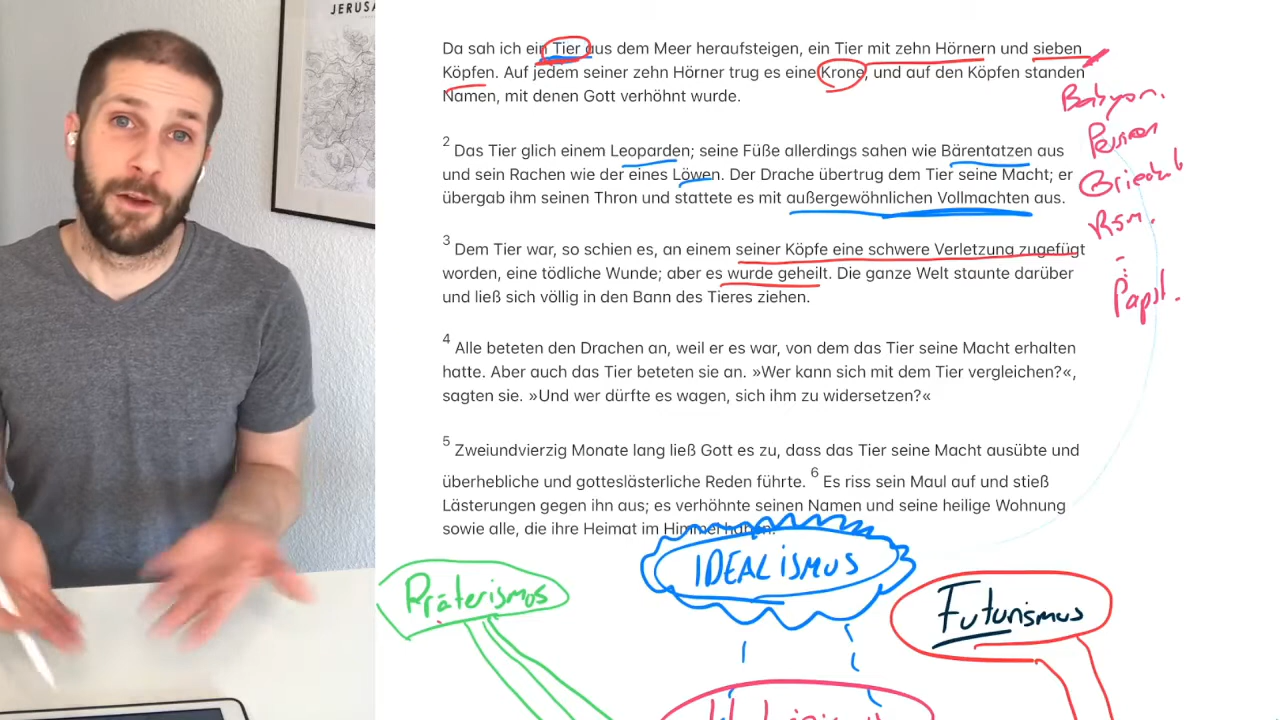 JERUSA
Da sah ich ein Tier aus dem Meer heraufsteigen, ein Tier mit zehn Hörnern und sieben
Köpfen. Auf jedem seiner zehn Hörner trug es eine Krone, und auf den Köpfen standen
Namen, mit denen Gott verhöhnt wurde.
2 Das Tier glich einem Leoparden; seine Füße allerdings sahen wie Bärentatzen aus
und sein Rachen wie der eines Löwen. Der Drache übertrug dem Tier seine Macht; er
übergab ihm seinen Thron und stattete es mit außergewöhnlichen Vollmachten aus.
3 Dem Tier war, so schien es, an einem seiner Köpfe eine schwere Verletzung zugefügt
worden, eine tödliche Wunde; aber es wurde geheilt. Die ganze Welt staunte darüber
und ließ sich völlig in den Bann des Tieres ziehen.
4 Alle beteten den Drachen an, weil er es war, von dem das Tier seine Macht erhalten
hatte. Aber auch das Tier beteten sie an. »Wer kann sich mit dem Tier vergleichen?«,
sagten sie. »Und wer dürfte es wagen, sich ihm zu widersetzen?«
5 Zweiundvierzig Monate lang ließ Gott es zu, dass das Tier seine Macht ausübte und
überhebliche und gotteslästerliche Reden führte. 6 Es riss sein Maul auf und stieß
Lästerungen gegen ihn aus; es verhöhnte seinen Namen und seine heilige Wohnung
sowie alle, die ihre Heimat im Himmel haben.
Babylon.
Röm.
Papst.
Präterismos
IDEALISMUS
Futurismus